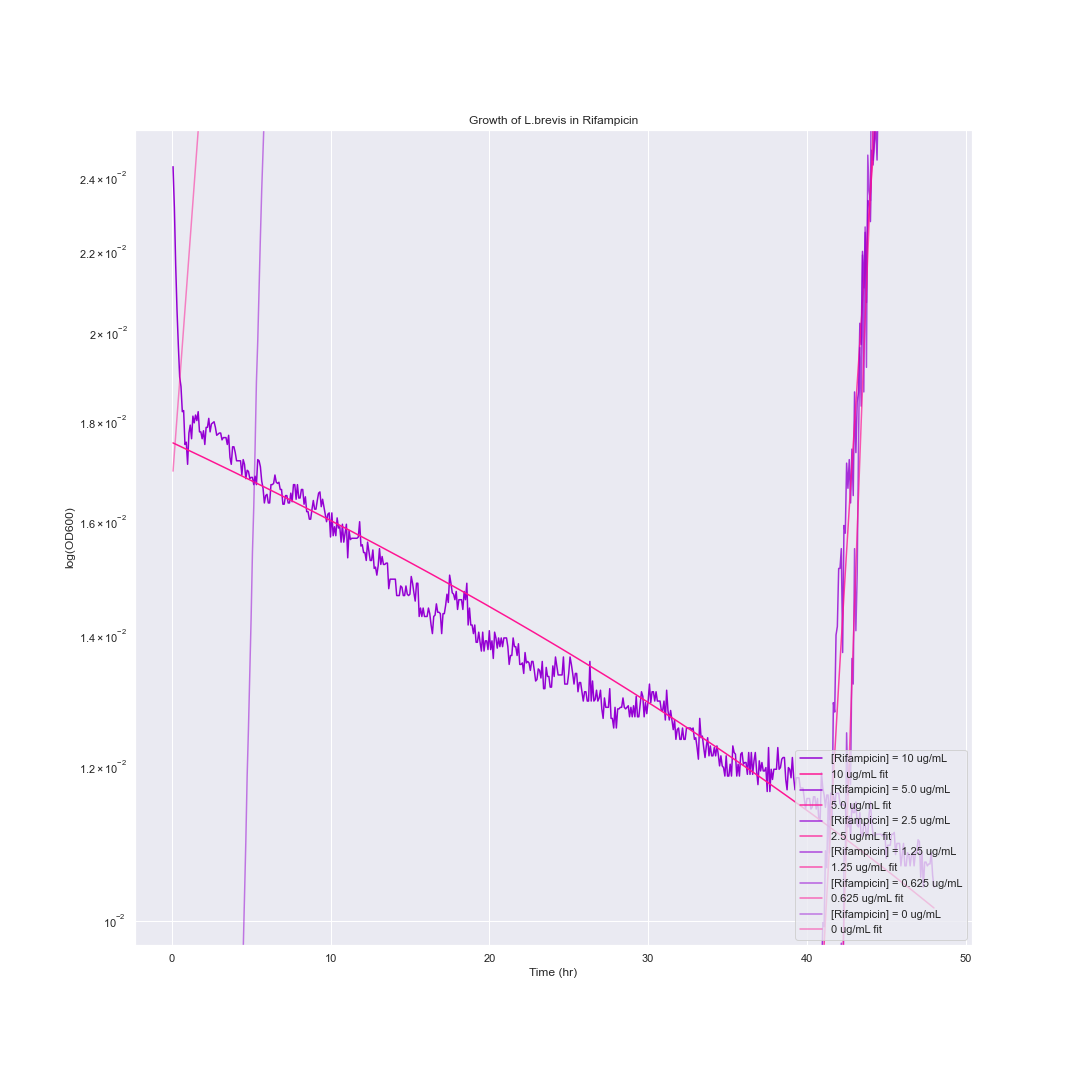 Growth of L.brevis in Rifampicin
2.4 × 10⁻²
2.2 × 10⁻²
2 × 10⁻²
1.8 × 10⁻²
1.6 × 10⁻²
1.4 × 10⁻²
1.2 × 10⁻²
10⁻²
log(OD600)
[Rifampicin] = 10 ug/mL
10 ug/mL fit
[Rifampicin] = 5.0 ug/mL
5.0 ug/mL fit
[Rifampicin] = 2.5 ug/mL
2.5 ug/mL fit
[Rifampicin] = 1.25 ug/mL
1.25 ug/mL fit
[Rifampicin] = 0.625 ug/mL
0.625 ug/mL fit
[Rifampicin] = 0 ug/mL
0 ug/mL fit
0 10 20 30 40 50
Time (hr)